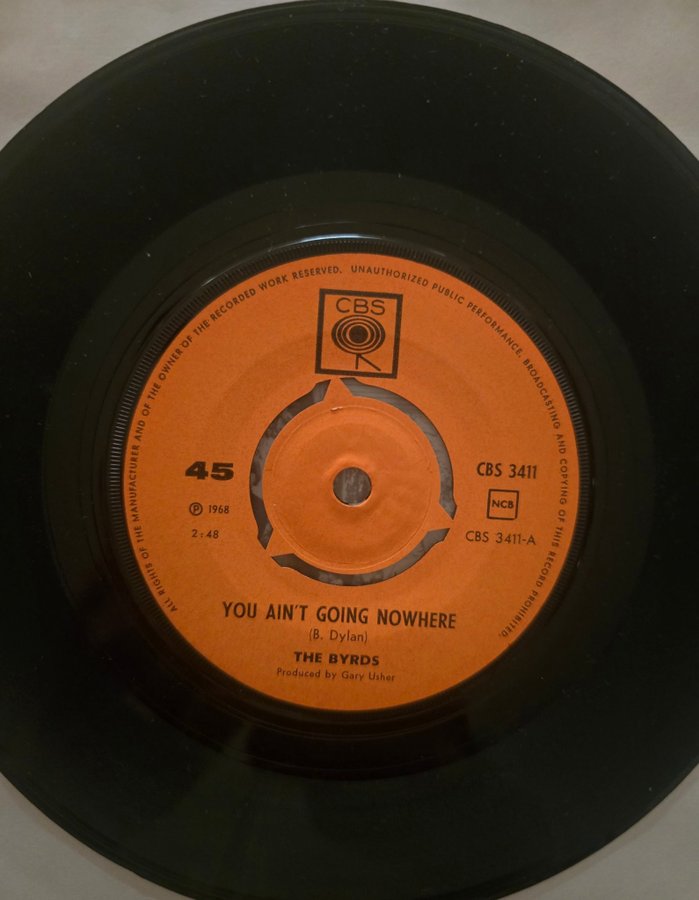 ALL RIGHTS OF THE MANUFACTURER AND OF THE OWNER OF THE RECORDED WORK RESERVED. UNAUTHORIZED PUBLIC PERFORMANCE, BROADCASTING AND COPYING OF THIS RECORD PROHIBITED.
CBS
45
CBS 3411
℗ 1968
NCB
2:48
CBS 3411-A
YOU AIN'T GOING NOWHERE
(B. Dylan)
THE BYRDS
Produced by Gary Usher